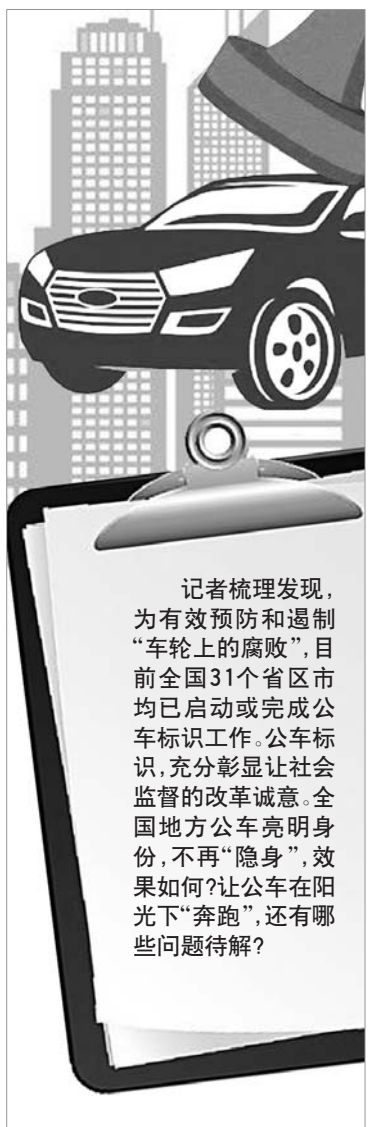 记者梳理发现，
为有效预防和遏制
“车轮上的腐败”，目
前全国31个省区市
均已启动或完成公
车标识工作。公车标
识，充分彰显让社会
监督的改革诚意。全
国地方公车亮明身
份，不再“隐身”，效
果如何?让公车在阳
光下“奔跑”，还有哪
些问题待解?